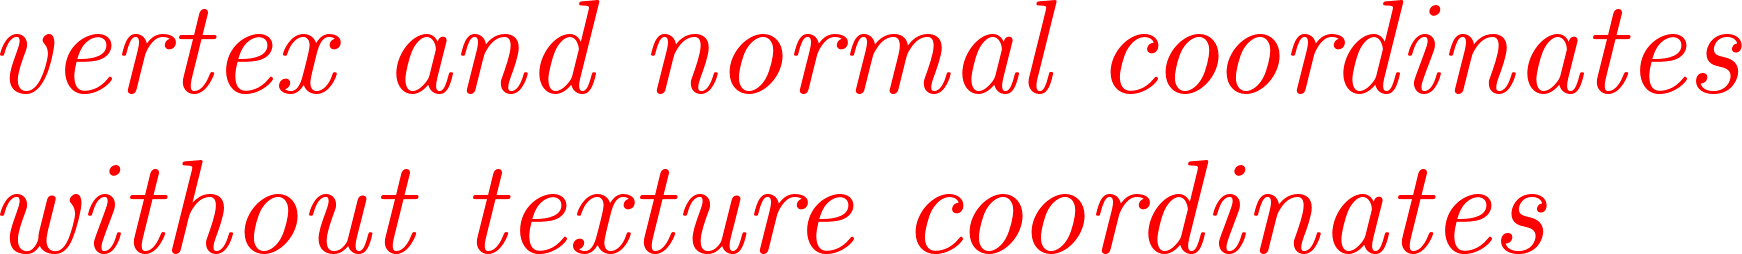 vertex and normal coordinates
without texture coordinates